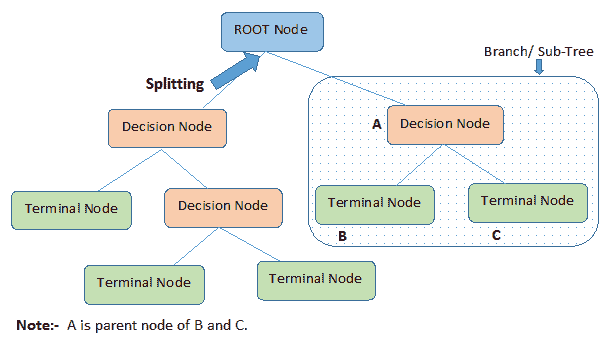 ROOT Node
Branch/ Sub-Tree
Splitting
Decision Node
A Decision Node
Terminal Node
Decision Node
Terminal Node
Terminal Node
B
C
Terminal Node
Terminal Node
Note:- A is parent node of B and C.